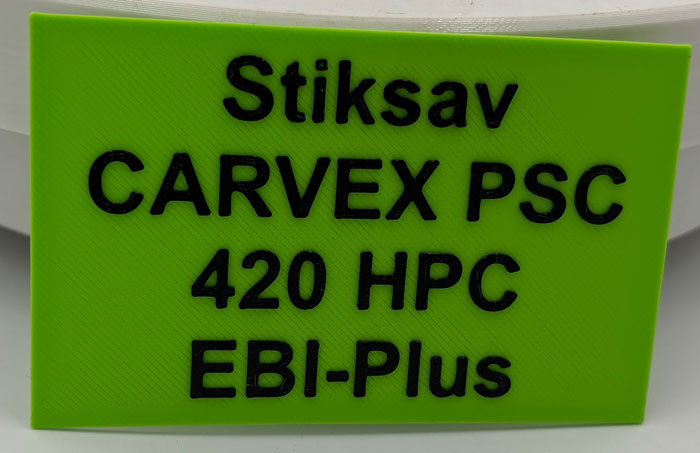 Stiksav
CARVEX PSC
420 HPC
EBI-Plus